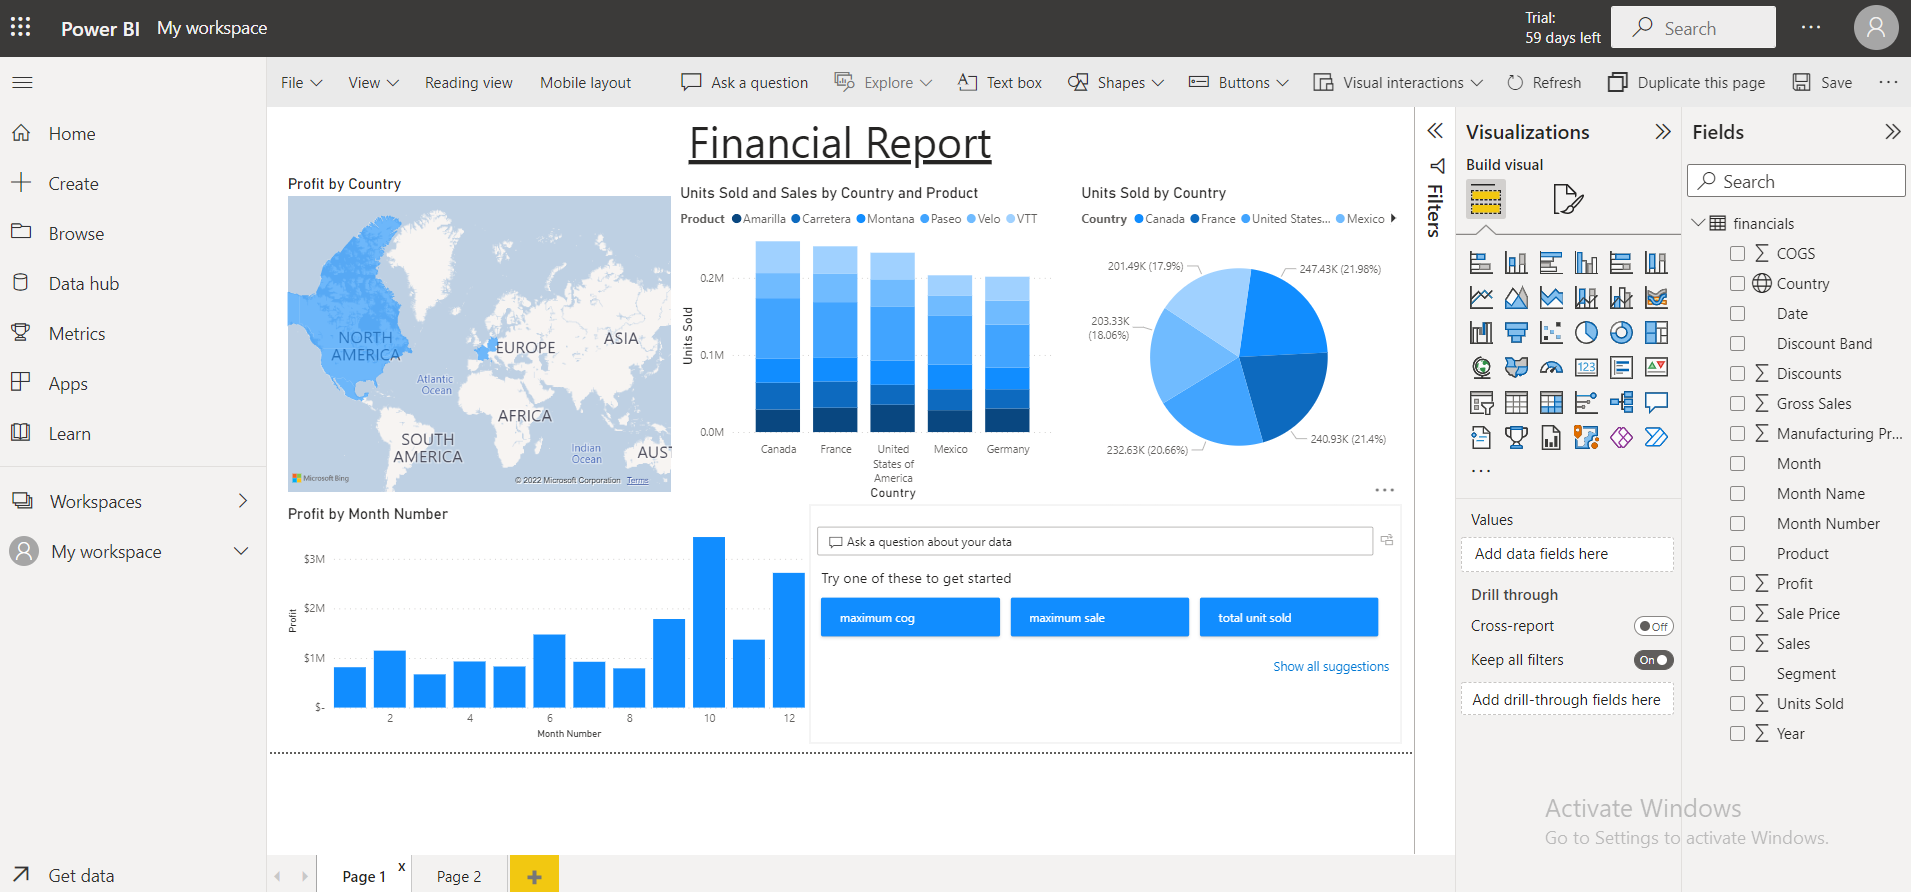 Power BI My workspace
Trial:
59 days left
Search
Home
Create
Browse
Data hub
Metrics
Apps
Learn
Workspaces
My workspace
Get data
File
View
Reading view
Mobile layout
Ask a question
Explore
Text box
Shapes
Buttons
Visual interactions
Refresh
Duplicate this page
Save
Financial Report
Profit by Country
NORTH
AMERICA
EUROPE
ASIA
Atlantic
Ocean
AFRICA
SOUTH
AMERICA
Indian
Ocean
AUST
Microsoft Bing
© 2022 Microsoft Corporation Terms
Units Sold and Sales by Country and Product
Product Amarilla Carretera Montana Paseo Velo VTT
Units Sold
0.2M
0.1M
0.0M
Canada
France
United
States of
America
Mexico
Germany
Country
Units Sold by Country
Country Canada France United States... Mexico
201.49K (17.9%)
247.43K (21.98%)
203.33K
(18.06%)
232.63K (20.66%)
240.93K (21.4%)
Profit by Month Number
Profit
$3M
$2M
$1M
$-
2 4 6 8 10 12
Month Number
Ask a question about your data
Try one of these to get started
maximum cog
maximum sale
total unit sold
Show all suggestions
Page 1 x
Page 2
+
Filters
Visualizations
Build visual
123
Values
Add data fields here
Drill through
Cross-report
Off
Keep all filters
On
Add drill-through fields here
Fields
Search
financials
COGS
Country
Date
Discount Band
Discounts
Gross Sales
Manufacturing Pr...
Month
Month Name
Month Number
Product
Profit
Sale Price
Sales
Segment
Units Sold
Year
Activate Windows
Go to Settings to activate Windows.